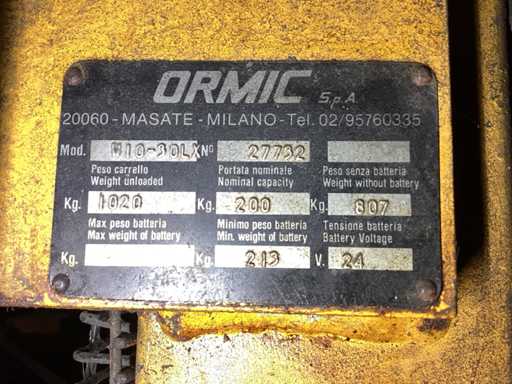 ORMIC S.p.A.
20060 - MASATE - MILANO - Tel. 02/95760335
Mod. W10-30LX N° 27732
Peso carrello Portata nominale Peso senza batteria
Weight unloaded Nominal capacity Weight without battery
Kg. 1020 Kg. 200 Kg. 807
Max peso batteria Minimo peso batteria Tensione batteria
Max weight of battery Min. weight of battery Battery Voltage
Kg. Kg. 213 V. 24